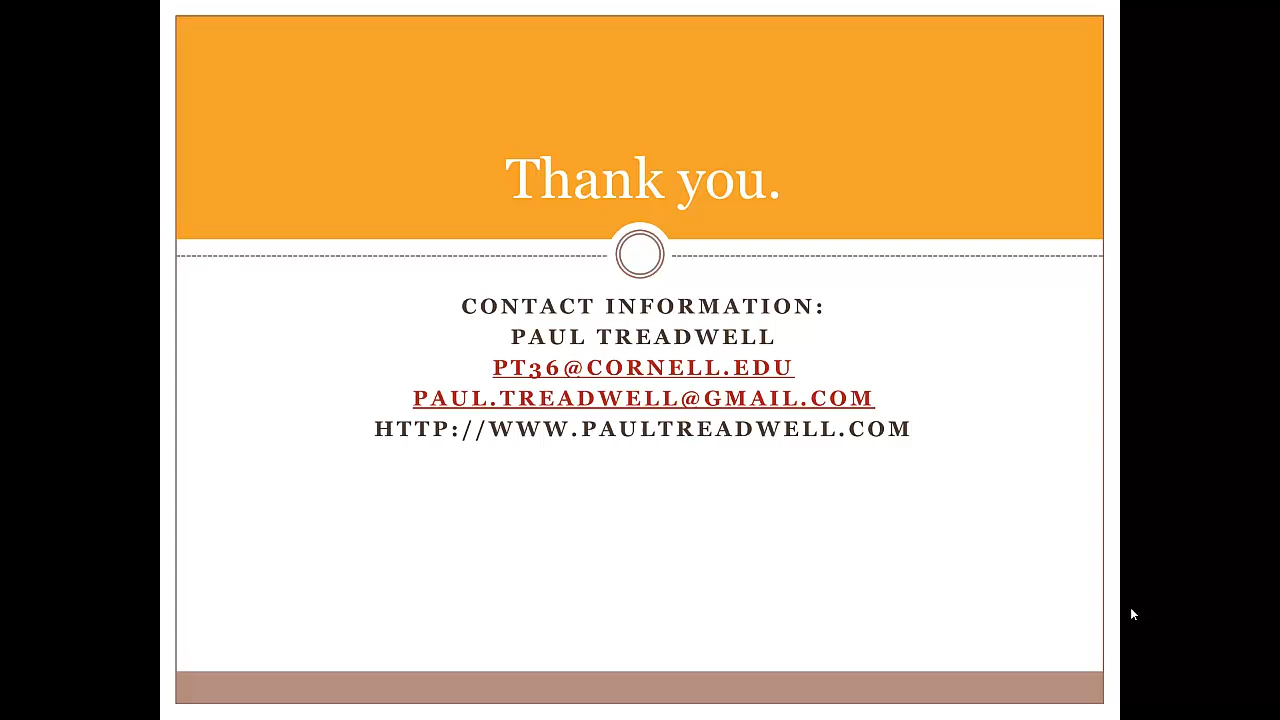 Thank you.
CONTACT INFORMATION:
PAUL TREADWELL
PT36@CORNELL.EDU
PAUL.TREADWELL@GMAIL.COM
HTTP://WWW.PAULTREADWELL.COM